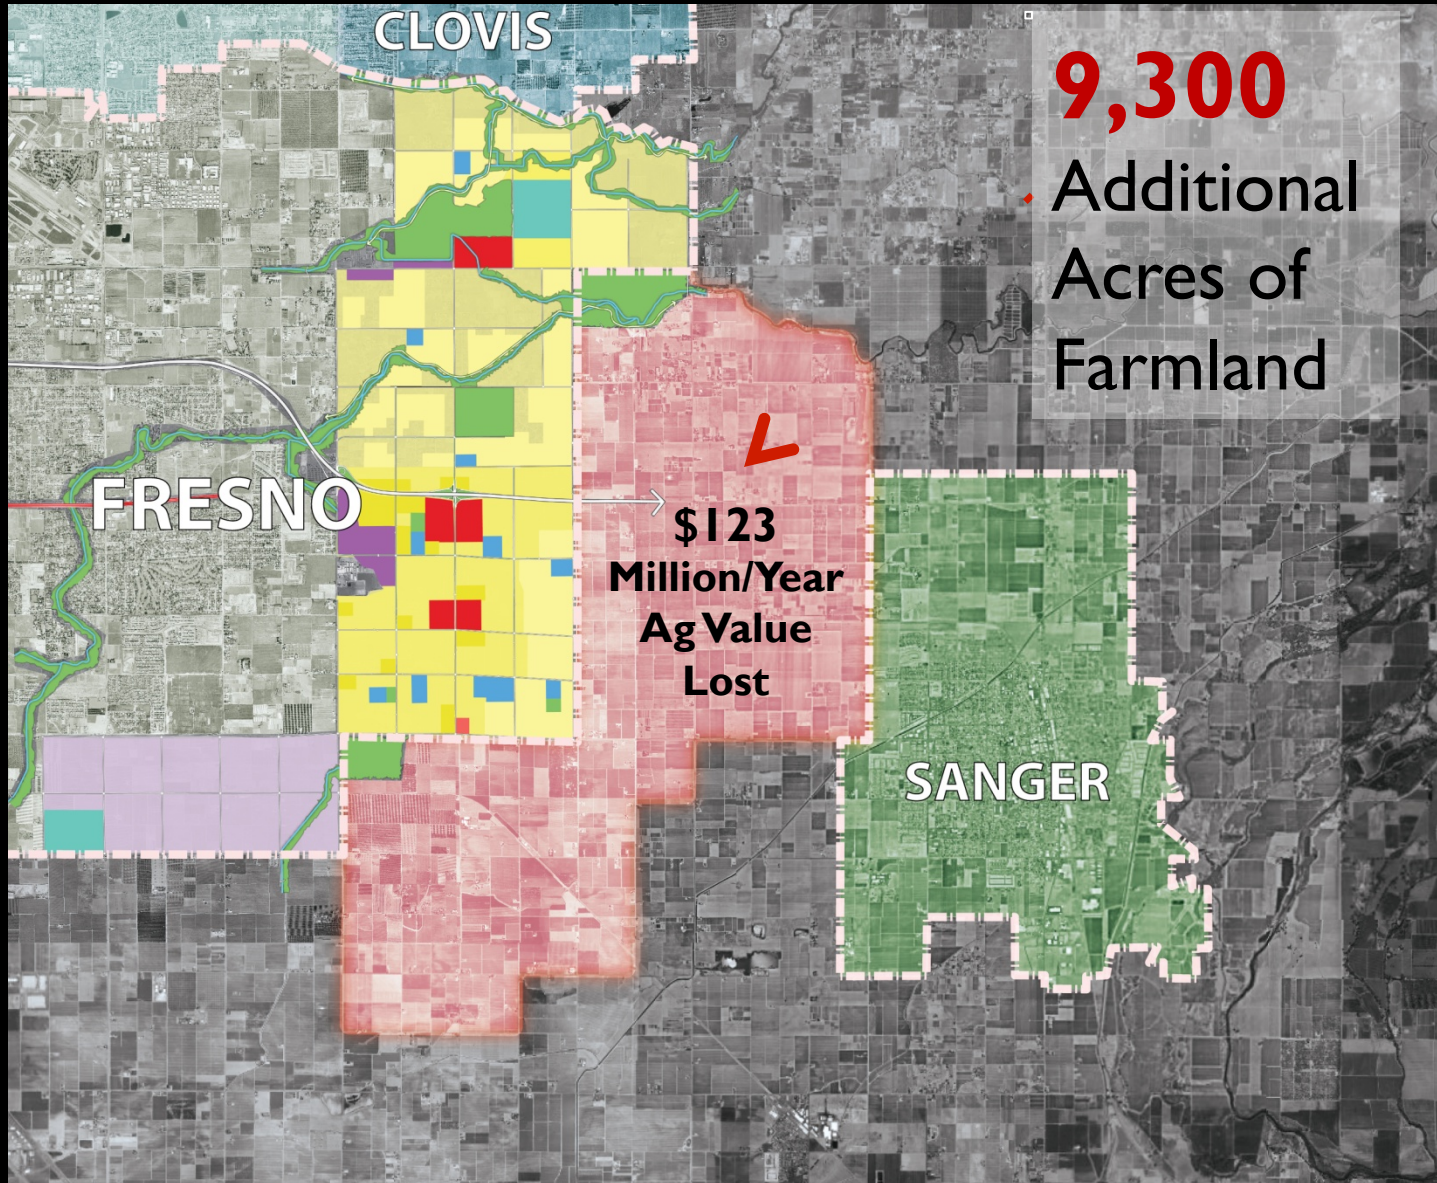 CLOVIS
9,300
Additional
Acres of
Farmland
FRESNO
$123
Million/Year
Ag Value
Lost
SANGER